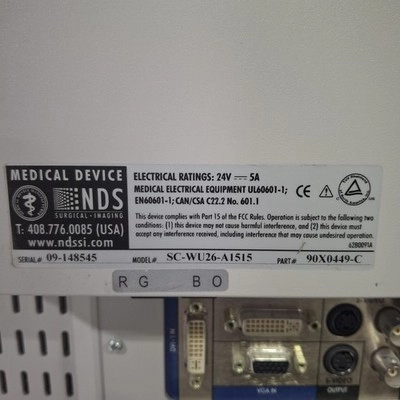 MEDICAL DEVICE
NDS
SURGICAL - IMAGING
T: 408.776.0085 (USA)
www.ndssi.com
ELECTRICAL RATINGS: 24V ⎓ 5A
MEDICAL ELECTRICAL EQUIPMENT UL60601-1;
EN60601-1; CAN/CSA C22.2 No. 601.1
This device complies with Part 15 of the FCC Rules. Operation is subject to the following two
conditions: (1) this device may not cause harmful interference, and (2) this device must accept
any interference received, including interference that may cause undesired operation.
CE
SERIAL# 09-148545 MODEL# SC-WU26-A1515 PART# 90X0449-C
R G B O
VGA IN
S-VIDEO
OUTPUT